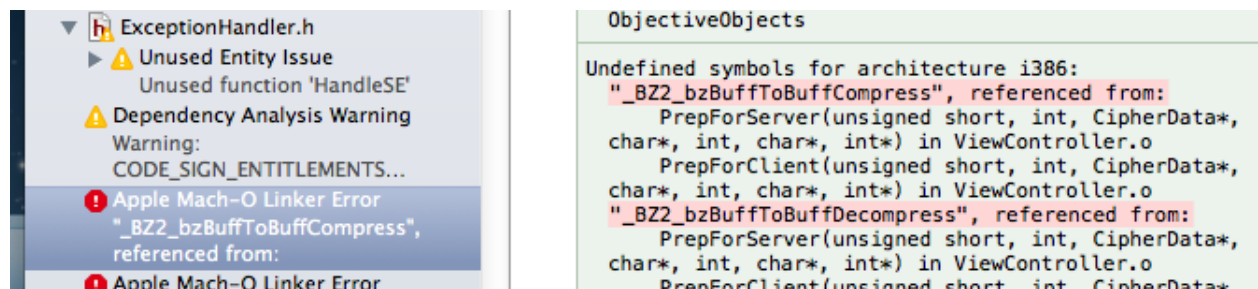 ExceptionHandler.h
Unused Entity Issue
Unused function 'HandleSE'
Dependency Analysis Warning
Warning:
CODE_SIGN_ENTITLEMENTS...
Apple Mach-O Linker Error
"_BZ2_bzBuffToBuffCompress",
referenced from:
Apple Mach-O Linker Error
ObjectiveObjects
Undefined symbols for architecture i386:
"_BZ2_bzBuffToBuffCompress", referenced from:
PrepForServer(unsigned short, int, CipherData*,
char*, int, char*, int*) in ViewController.o
PrepForClient(unsigned short, int, CipherData*,
char*, int, char*, int*) in ViewController.o
"_BZ2_bzBuffToBuffDecompress", referenced from:
PrepForServer(unsigned short, int, CipherData*,
char*, int, char*, int*) in ViewController.o
PrepForClient(unsigned short, int, CipherData*,